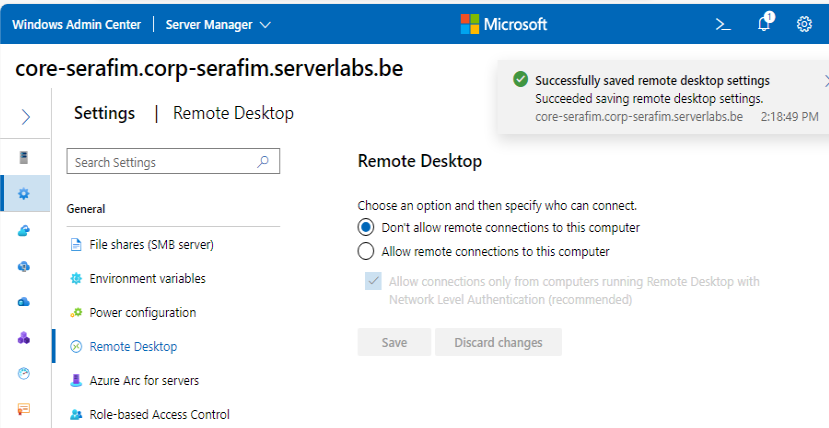 Windows Admin Center | Server Manager
Microsoft
1
core-serafim.corp-serafim.serverlabs.be
Successfully saved remote desktop settings
Succeeded saving remote desktop settings.
core-serafim.corp-serafim.serverlabs.be 2:18:49 PM
Settings | Remote Desktop
Search Settings
General
File shares (SMB server)
Environment variables
Power configuration
Remote Desktop
Azure Arc for servers
Role-based Access Control
Remote Desktop
Choose an option and then specify who can connect.
Don't allow remote connections to this computer
Allow remote connections to this computer
Allow connections only from computers running Remote Desktop with
Network Level Authentication (recommended)
Save
Discard changes